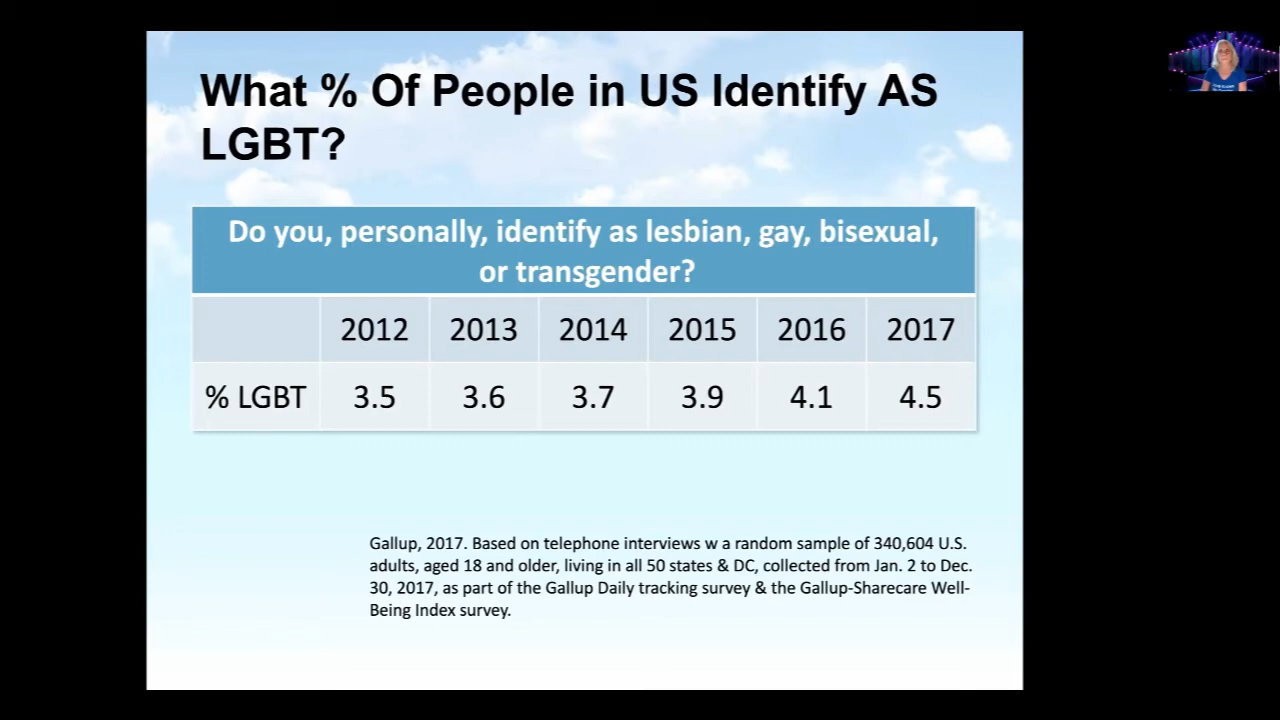 What % Of People in US Identify AS
LGBT?
Do you, personally, identify as lesbian, gay, bisexual,
or transgender?
2012 2013 2014 2015 2016 2017
% LGBT 3.5 3.6 3.7 3.9 4.1 4.5
Gallup, 2017. Based on telephone interviews w a random sample of 340,604 U.S.
adults, aged 18 and older, living in all 50 states & DC, collected from Jan. 2 to Dec.
30, 2017, as part of the Gallup Daily tracking survey & the Gallup-Sharecare Well-
Being Index survey.